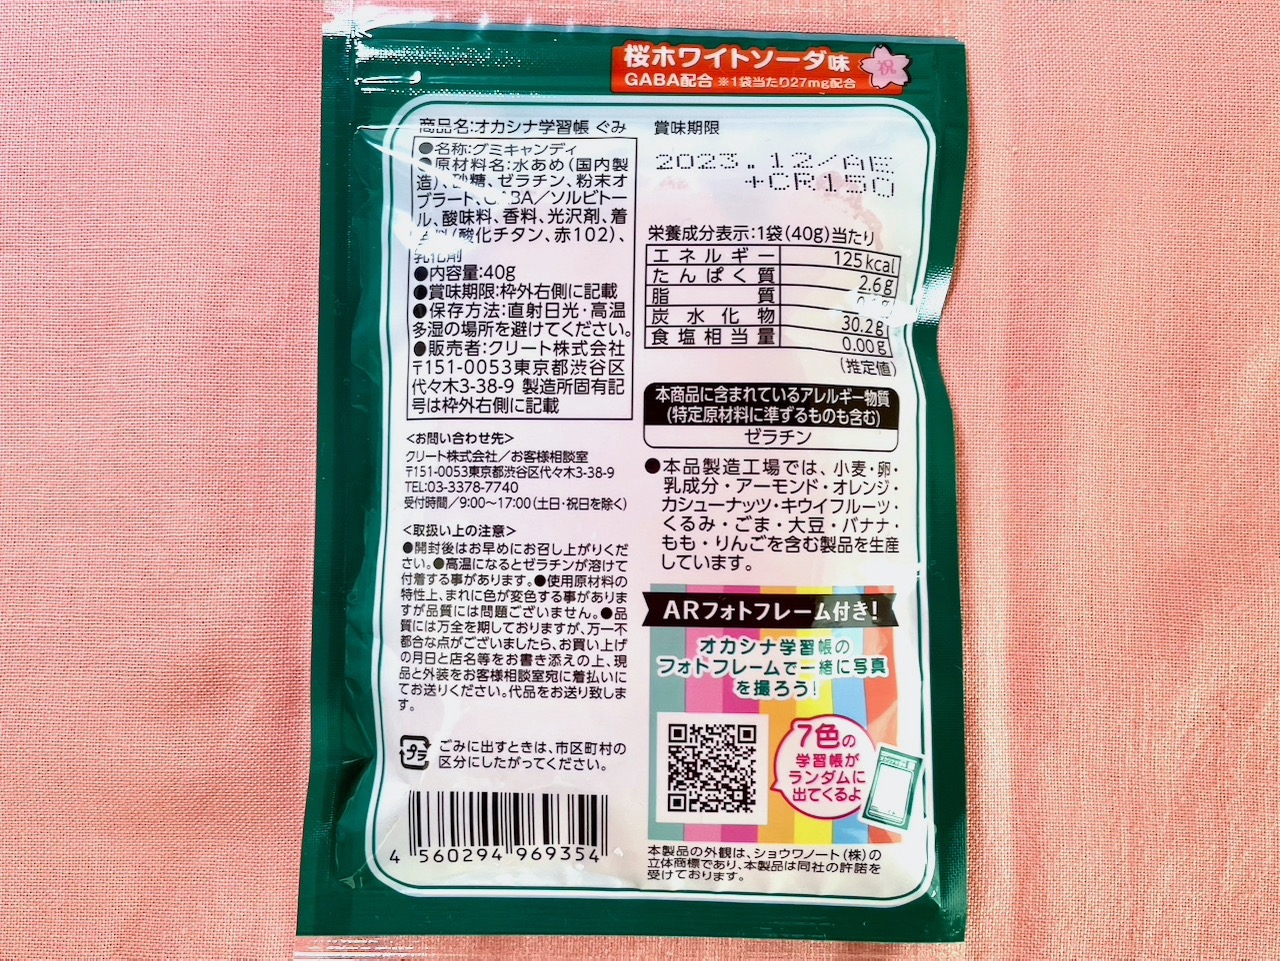 桜ホワイトソーダ味
祝
GABA配合 ※1袋当たり27mg配合
商品名:オカシナ学習帳 ぐみ
●名称:グミキャンディ
●原材料名:水あめ(国内製
造)、砂糖、ゼラチン、粉末オ
ブラート、GABA/ソルビトー
ル、酸味料、香料、光沢剤、着
色料(酸化チタン、赤102)、
乳化剤
●内容量:40g
●賞味期限:枠外右側に記載
●保存方法:直射日光・高温
多湿の場所を避けてください。
●販売者:クリート株式会社
〒151-0053東京都渋谷区
代々木3-38-9 製造所固有記
号は枠外右側に記載
<お問い合わせ先>
クリート株式会社/お客様相談室
〒151-0053東京都渋谷区代々木3-38-9
TEL:03-3378-7740
受付時間/9:00~17:00(土日・祝日を除く)
<取扱い上の注意>
●開封後はお早めにお召し上がりくだ
さい。●高温になるとゼラチンが溶けて
付着する事があります。●使用原材料の
特性上、まれに色が変色する事がありま
すが品質には問題ございません。●品
質には万全を期しておりますが、万一不
都合な点がございましたら、お買い上げ
の月日と店名等をお書き添えの上、現
品と外装をお客様相談室宛に着払いに
てお送りください。代品をお送り致しま
す。
プラ
ごみに出すときは、市区町村の
区分にしたがってください。
4 560294 969354
賞味期限
2023.12/AE
+CR150
栄養成分表示:1袋(40g)当たり
エネルギー 125kcal
たんぱく質 2.6g
脂質
炭水化物 30.2g
食塩相当量 0.00g
(推定値)
本商品に含まれているアレルギー物質
(特定原材料に準ずるものも含む)
ゼラチン
●本品製造工場では、小麦・卵・
乳成分・アーモンド・オレンジ・
カシューナッツ・キウイフルーツ・
くるみ・ごま・大豆・バナナ・
もも・りんごを含む製品を生産
しています。
ARフォトフレーム付き!
オカシナ学習帳の
フォトフレームで一緒に写真
を撮ろう!
7色の
学習帳が
ランダムに
出てくるよ
本製品の外観は、ショウワノート(株)の
立体商標であり、本製品は同社の許諾を
受けております。